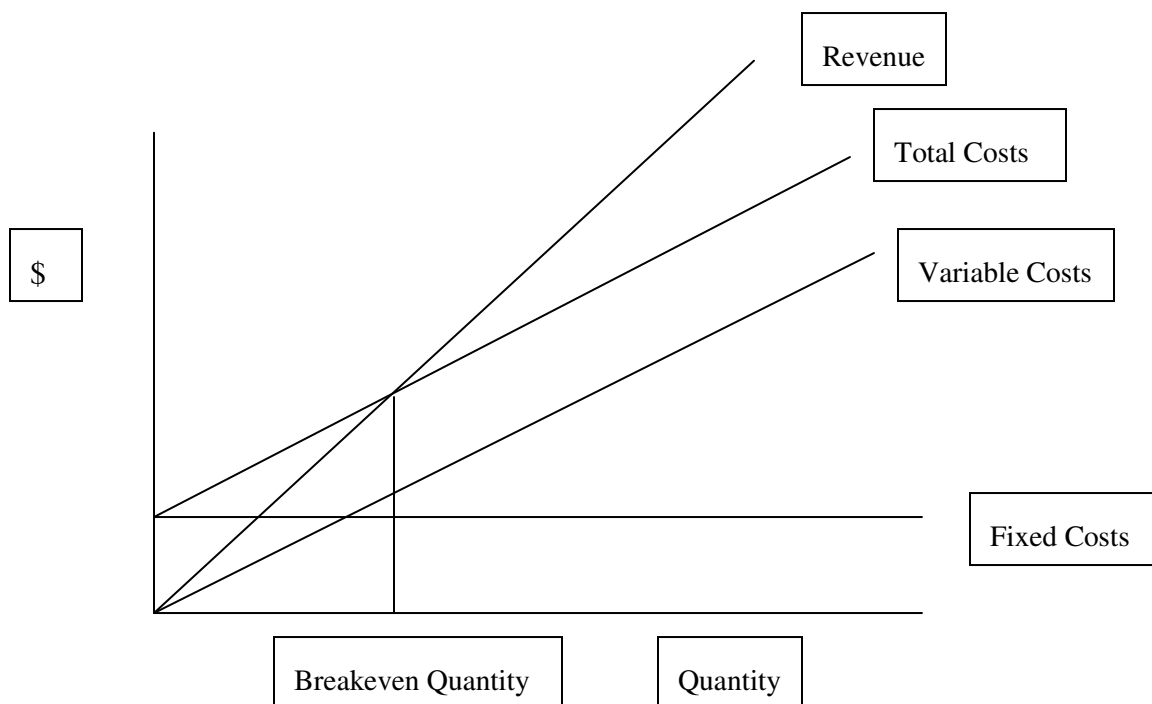 Revenue
Total Costs
$
Variable Costs
Fixed Costs
Breakeven Quantity
Quantity